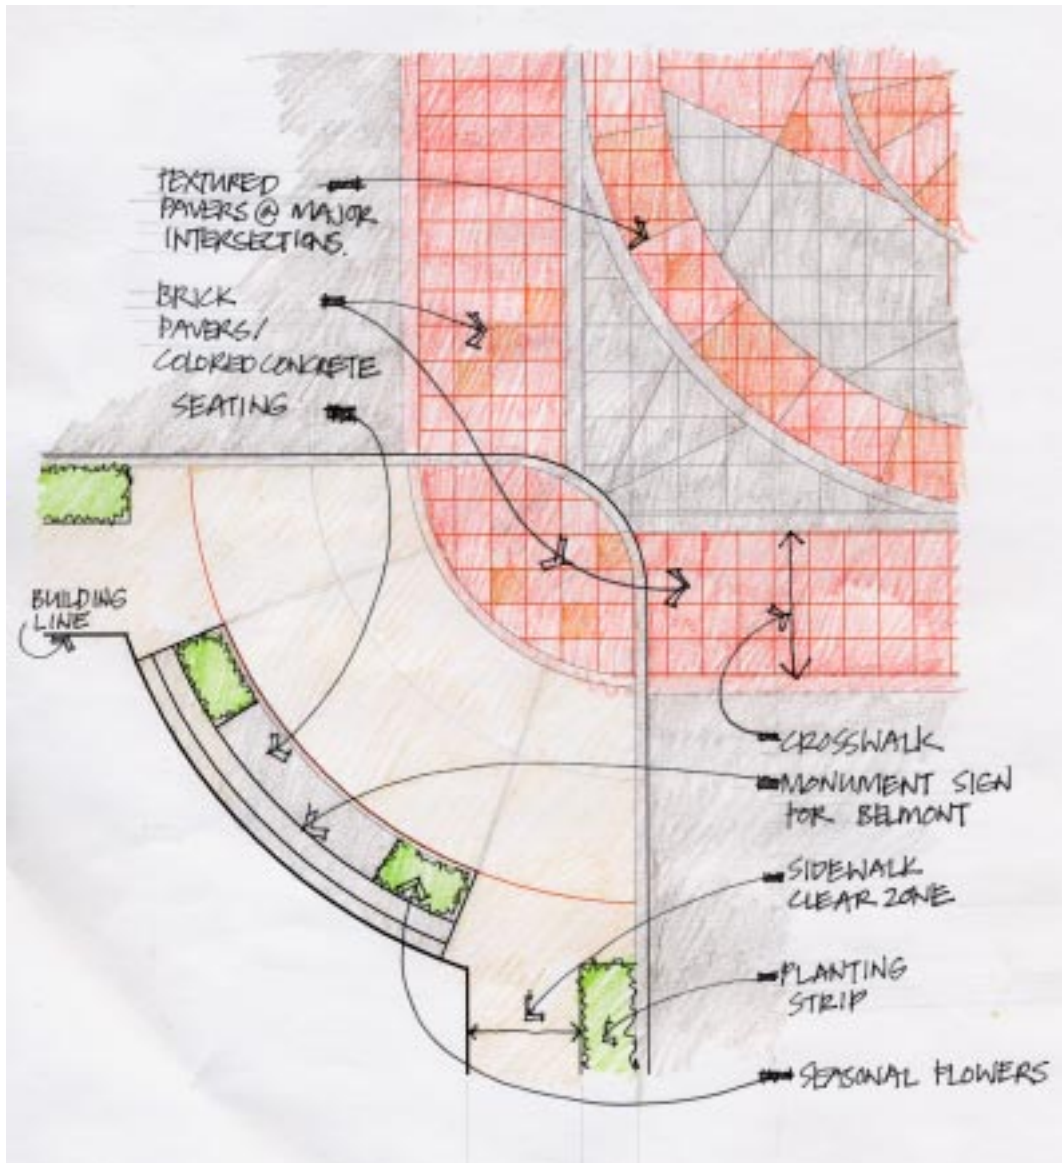 TEXTURED
PAVERS @ MAJOR
INTERSECTIONS.
BRICK
PAVERS/
COLORED CONCRETE
SEATING
BUILDING
LINE
CROSSWALK
MONUMENT SIGN
FOR BELMONT
SIDEWALK
CLEAR ZONE
PLANTING
STRIP
SEASONAL FLOWERS